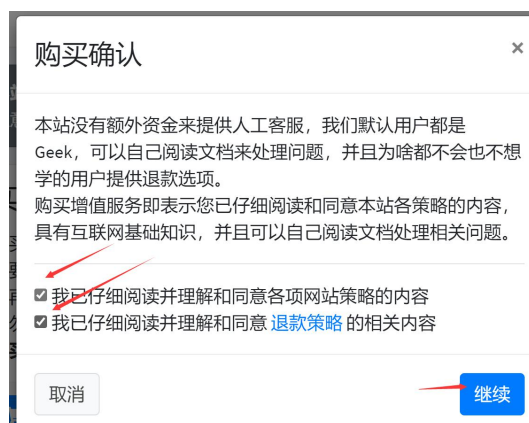 购买确认
×
本站没有额外资金来提供人工客服，我们默认用户都是
Geek，可以自己阅读文档来处理问题，并且为啥都不会也不想
学的用户提供退款选项。
购买增值服务即表示您已仔细阅读和同意本站各策略的内容，
具有互联网基础知识，并且可以自己阅读文档处理相关问题。
我已仔细阅读并理解和同意各项网站策略的内容
我已仔细阅读并理解和同意 退款策略 的相关内容
取消
继续